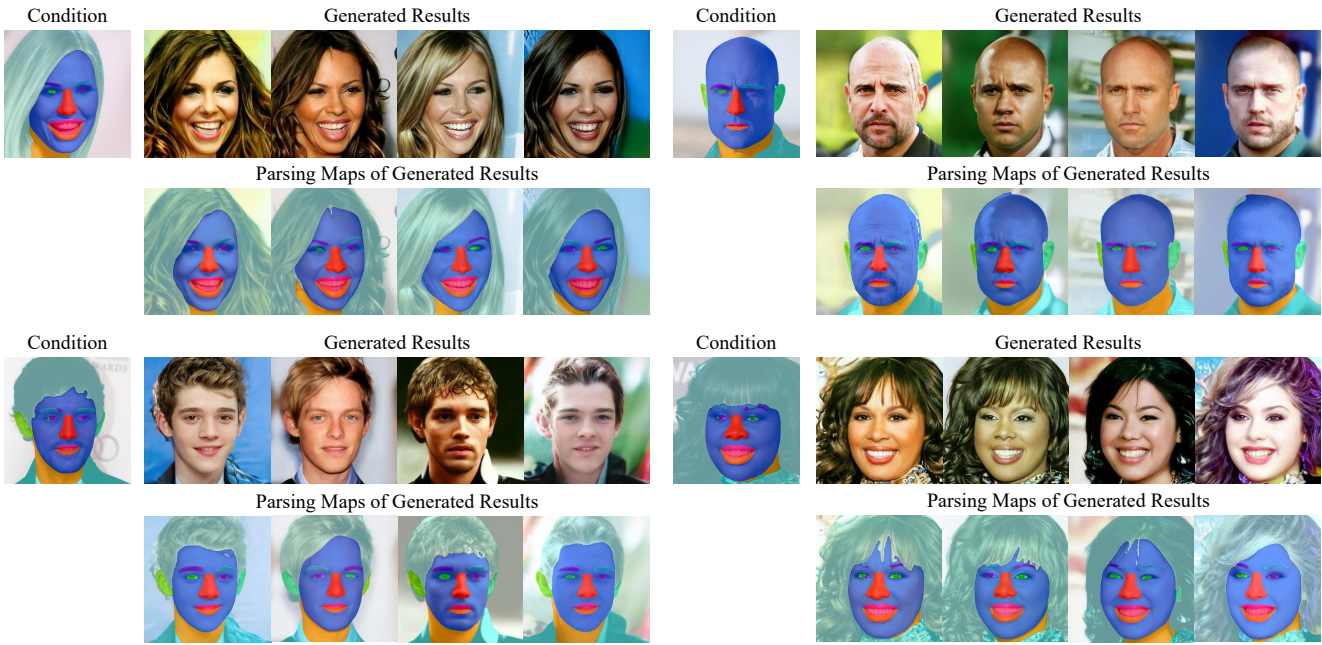 Condition
Generated Results
Condition
Generated Results
Parsing Maps of Generated Results
Parsing Maps of Generated Results
Condition
Generated Results
Condition
Generated Results
Parsing Maps of Generated Results
Parsing Maps of Generated Results